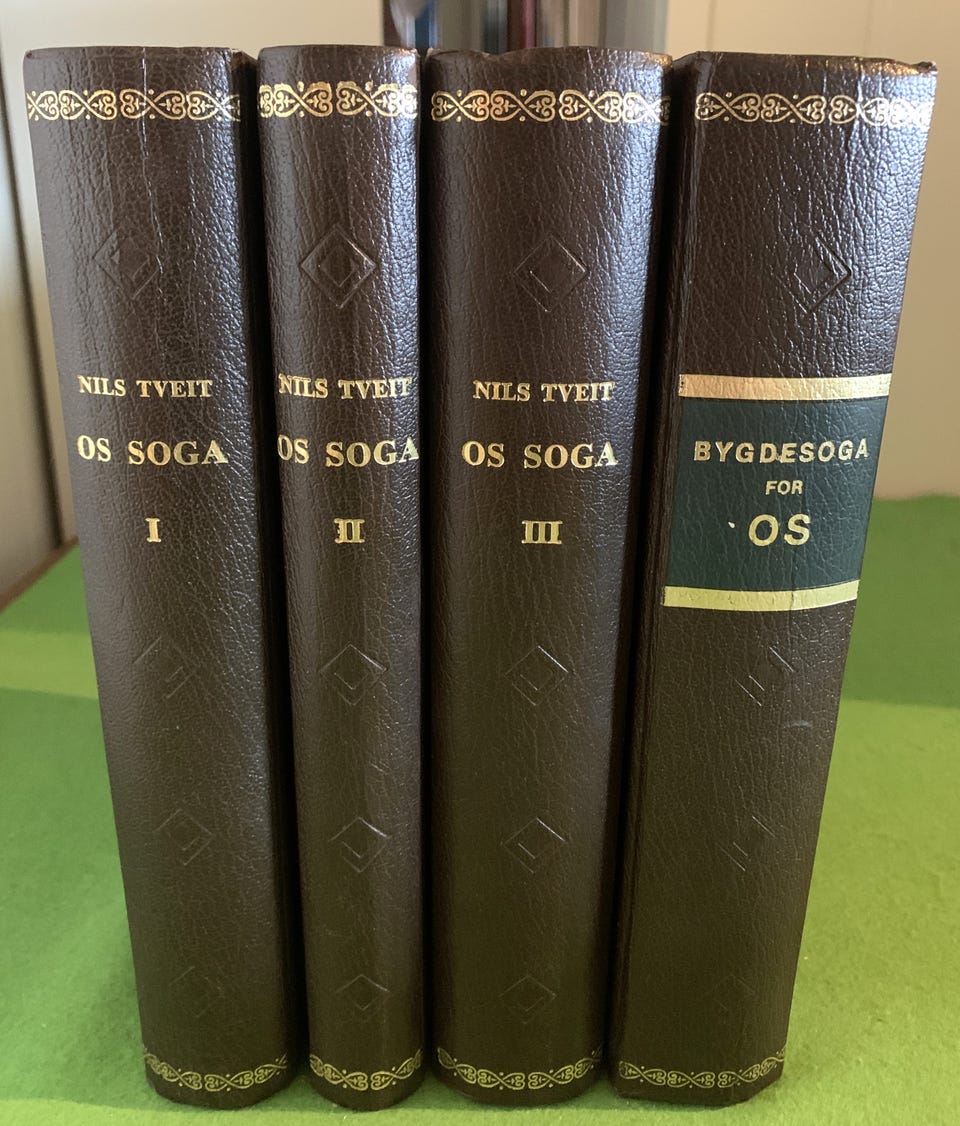 NILS TVEIT
OS SOGA
I
NILS TVEIT
OS SOGA
II
NILS TVEIT
OS SOGA
III
BYGDESOGA
FOR
OS